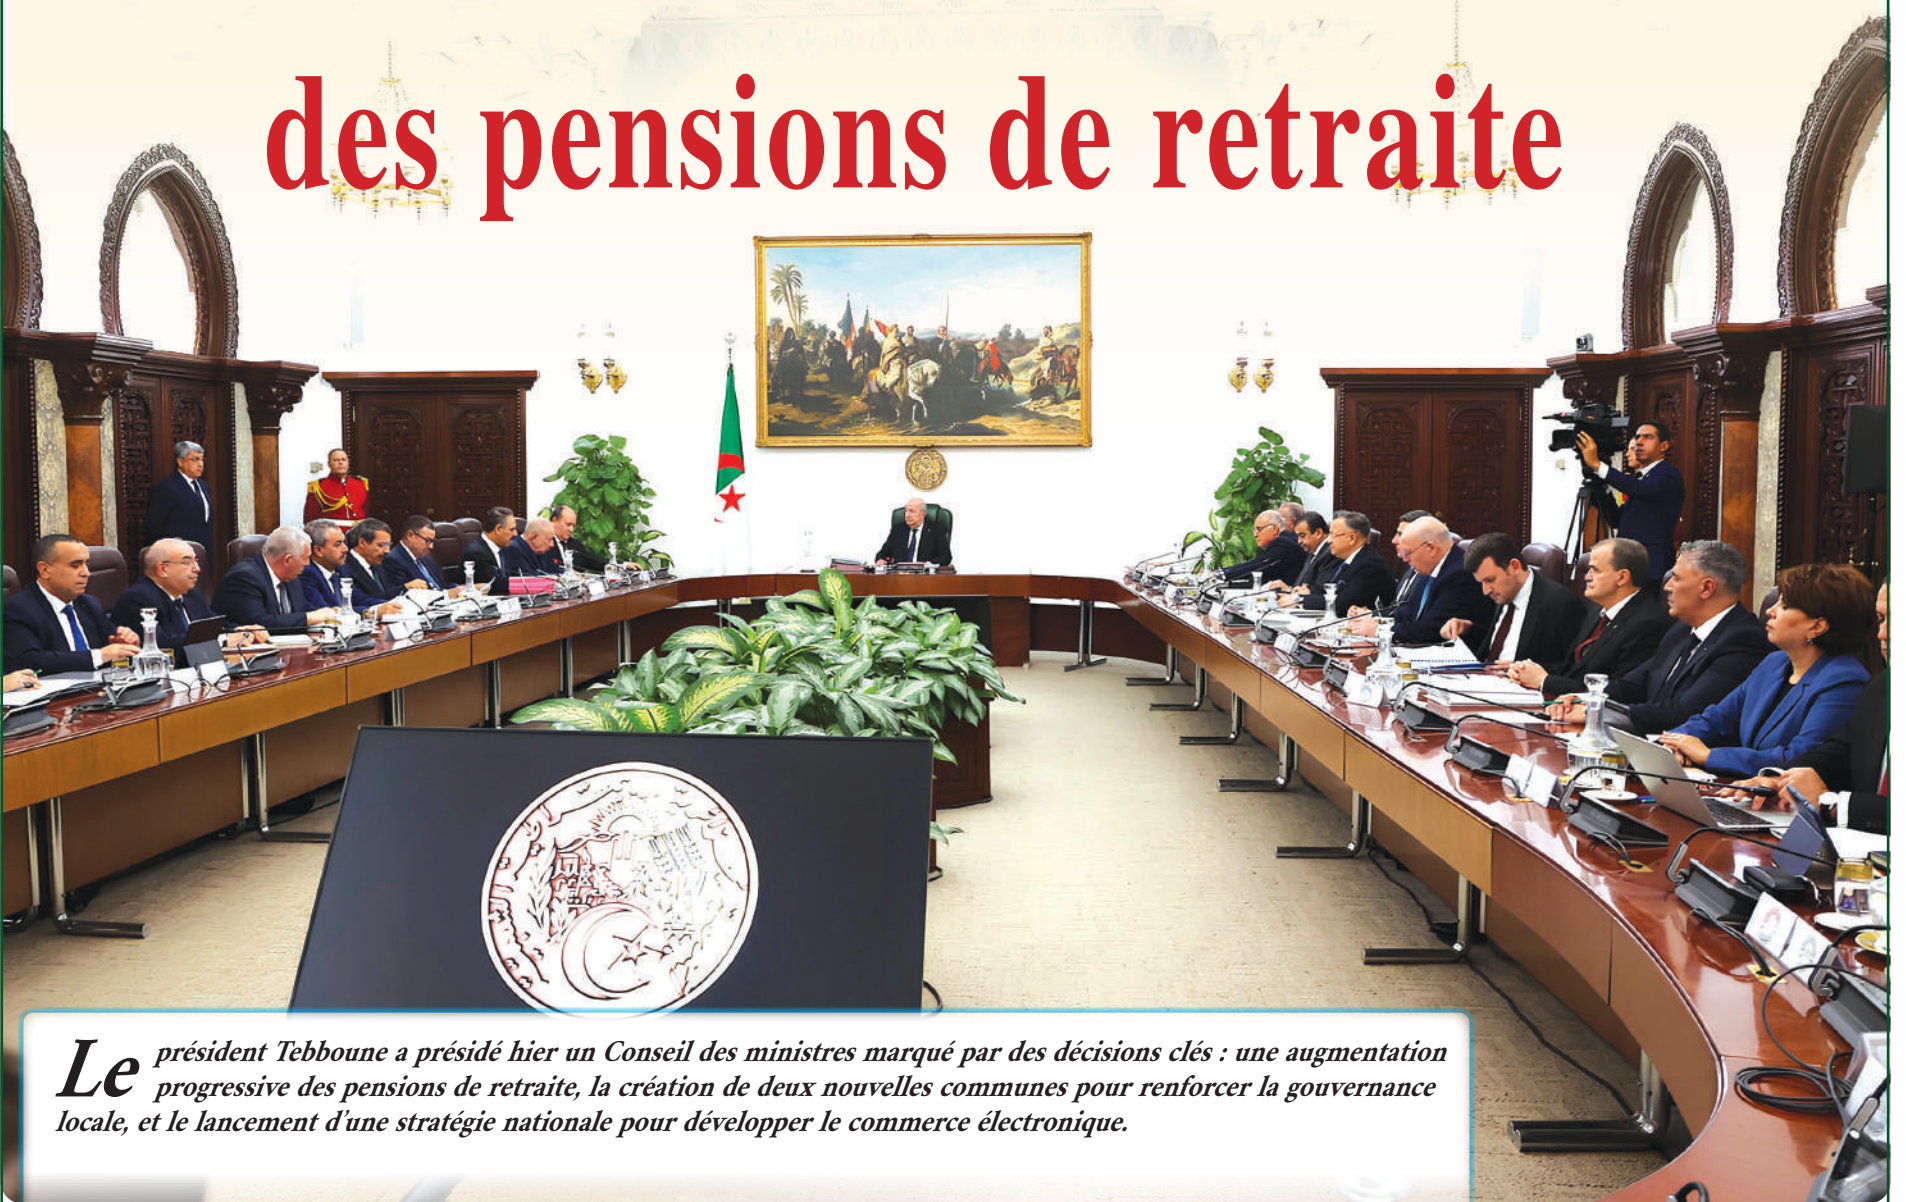 des pensions de retraite
Le président Tebboune a présidé hier un Conseil des ministres marqué par des décisions clés : une augmentation
progressive des pensions de retraite, la création de deux nouvelles communes pour renforcer la gouvernance
locale, et le lancement d'une stratégie nationale pour développer le commerce électronique.